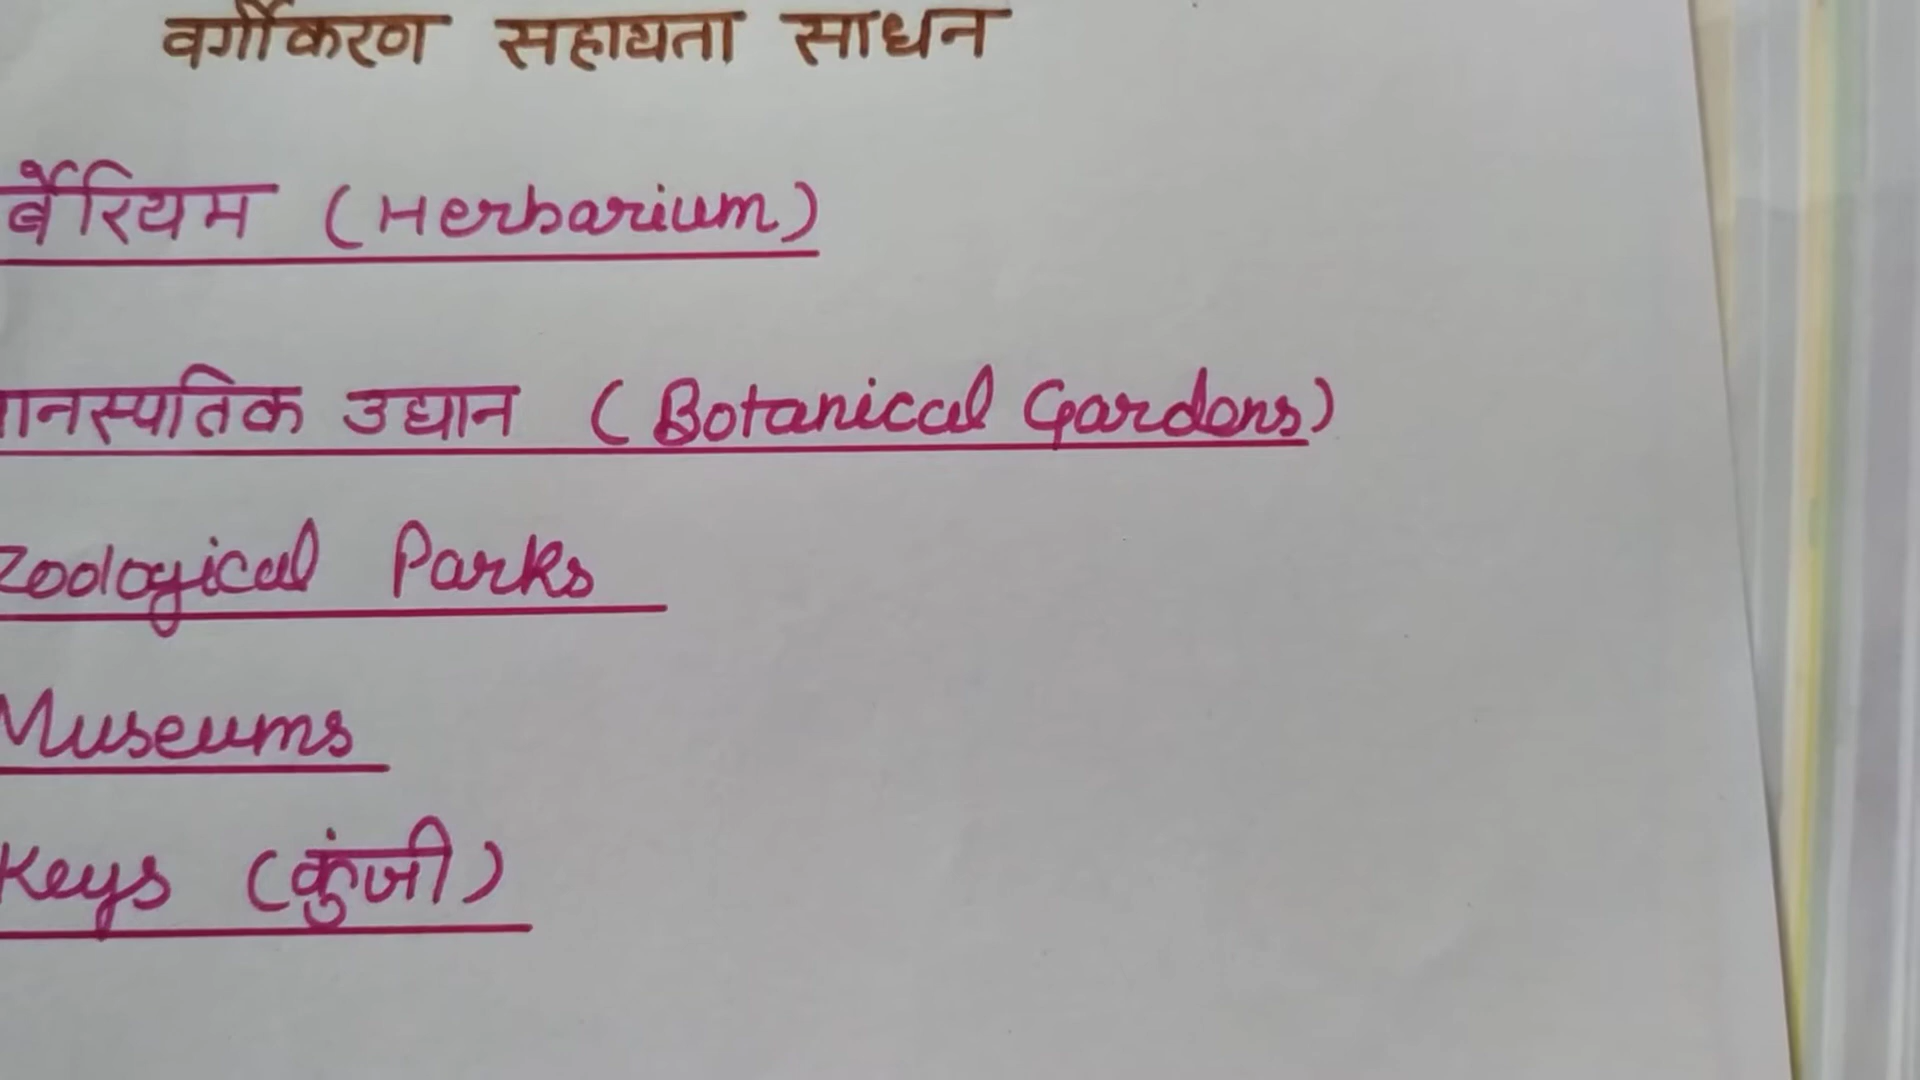 वर्गीकरण सहायता साधन
र्बेरियम (Herbarium)
ानस्पतिक उद्यान (Botanical Gardens)
Zoological Parks
Museums
Keys (कुंजी)